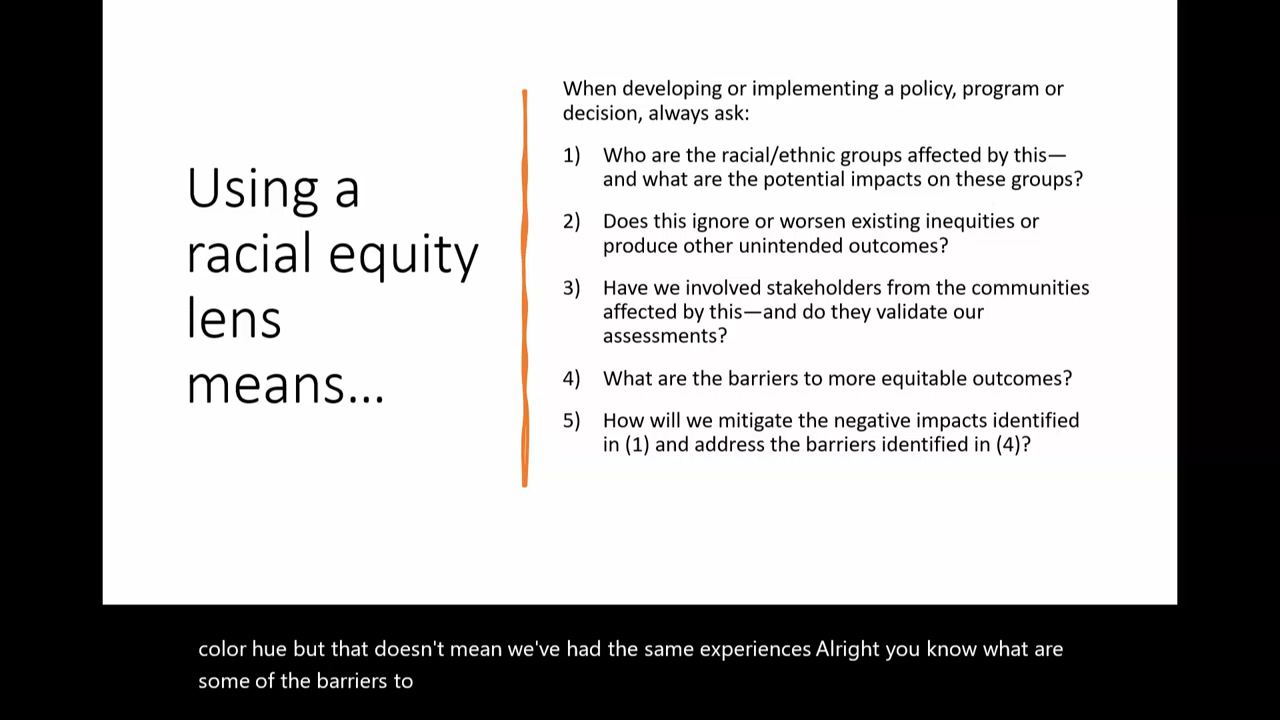 Using a
racial equity
lens
means...
When developing or implementing a policy, program or
decision, always ask:
1) Who are the racial/ethnic groups affected by this—
and what are the potential impacts on these groups?
2) Does this ignore or worsen existing inequities or
produce other unintended outcomes?
3) Have we involved stakeholders from the communities
affected by this—and do they validate our
assessments?
4) What are the barriers to more equitable outcomes?
5) How will we mitigate the negative impacts identified
in (1) and address the barriers identified in (4)?
color hue but that doesn't mean we've had the same experiences Alright you know what are
some of the barriers to